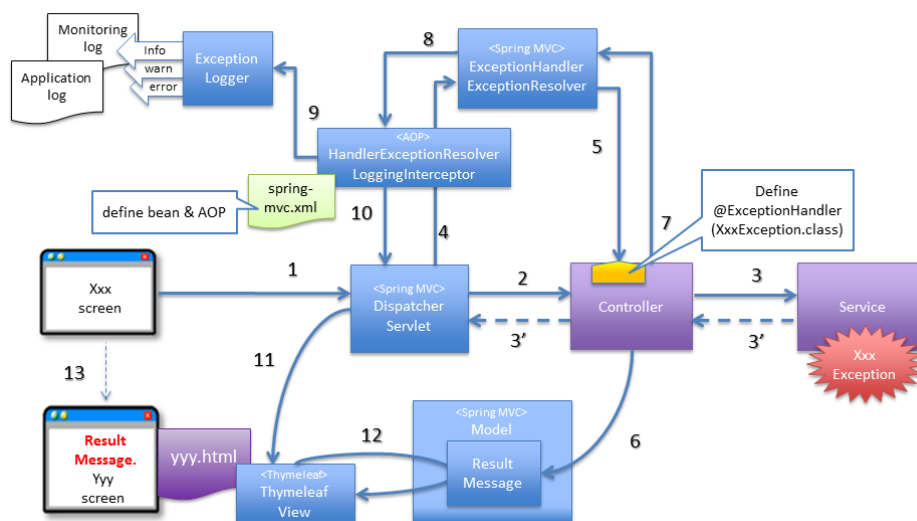 Monitoring
log
Application
log
Info
warn
error
Exception
Logger
8
<Spring MVC>
ExceptionHandler
ExceptionResolver
9
<AOP>
HandlerExceptionResolver
LoggingInterceptor
5
spring-
mvc.xml
define bean & AOP
10
4
7
Define
@ExceptionHandler
(XxxException.class)
Xxx
screen
1
<Spring MVC>
Dispatcher
Servlet
2
Controller
3
Service
3’
3’
Xxx
Exception
13
11
Result
Message.
Yyy
screen
yyy.html
<Thymeleaf>
Thymeleaf
View
12
<Spring MVC>
Model
Result
Message
6